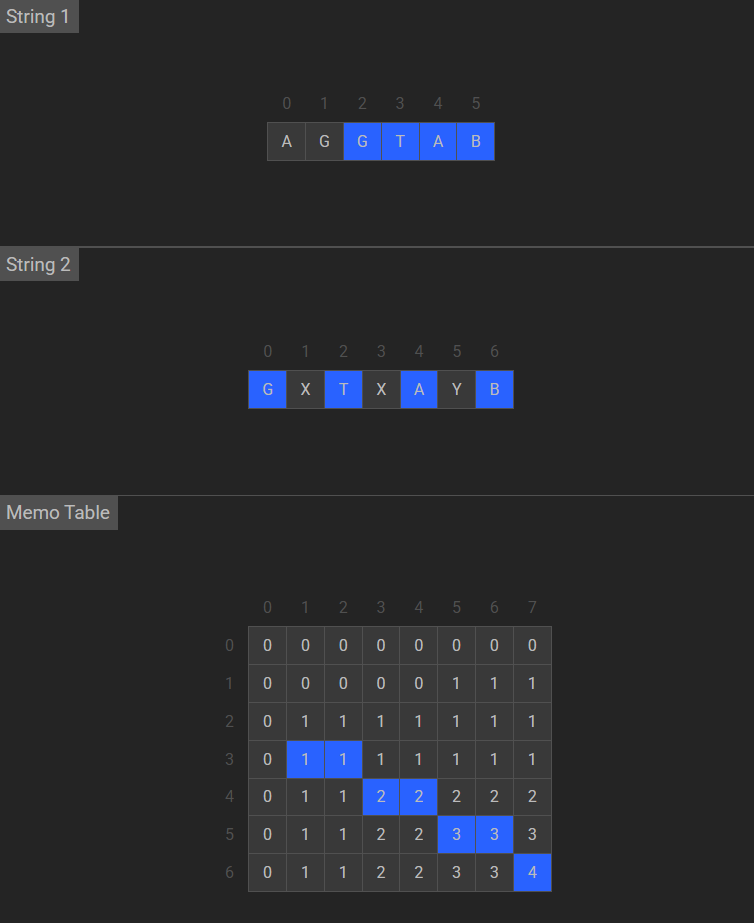 String 1
0 1 2 3 4 5
A G G T A B
String 2
0 1 2 3 4 5 6
G X T X A Y B
Memo Table
0 1 2 3 4 5 6 7
0 0 0 0 0 0 0 0 0
1 0 0 0 0 0 1 1 1
2 0 1 1 1 1 1 1 1
3 0 1 1 1 1 1 1 1
4 0 1 1 2 2 2 2 2
5 0 1 1 2 2 3 3 3
6 0 1 1 2 2 3 3 4